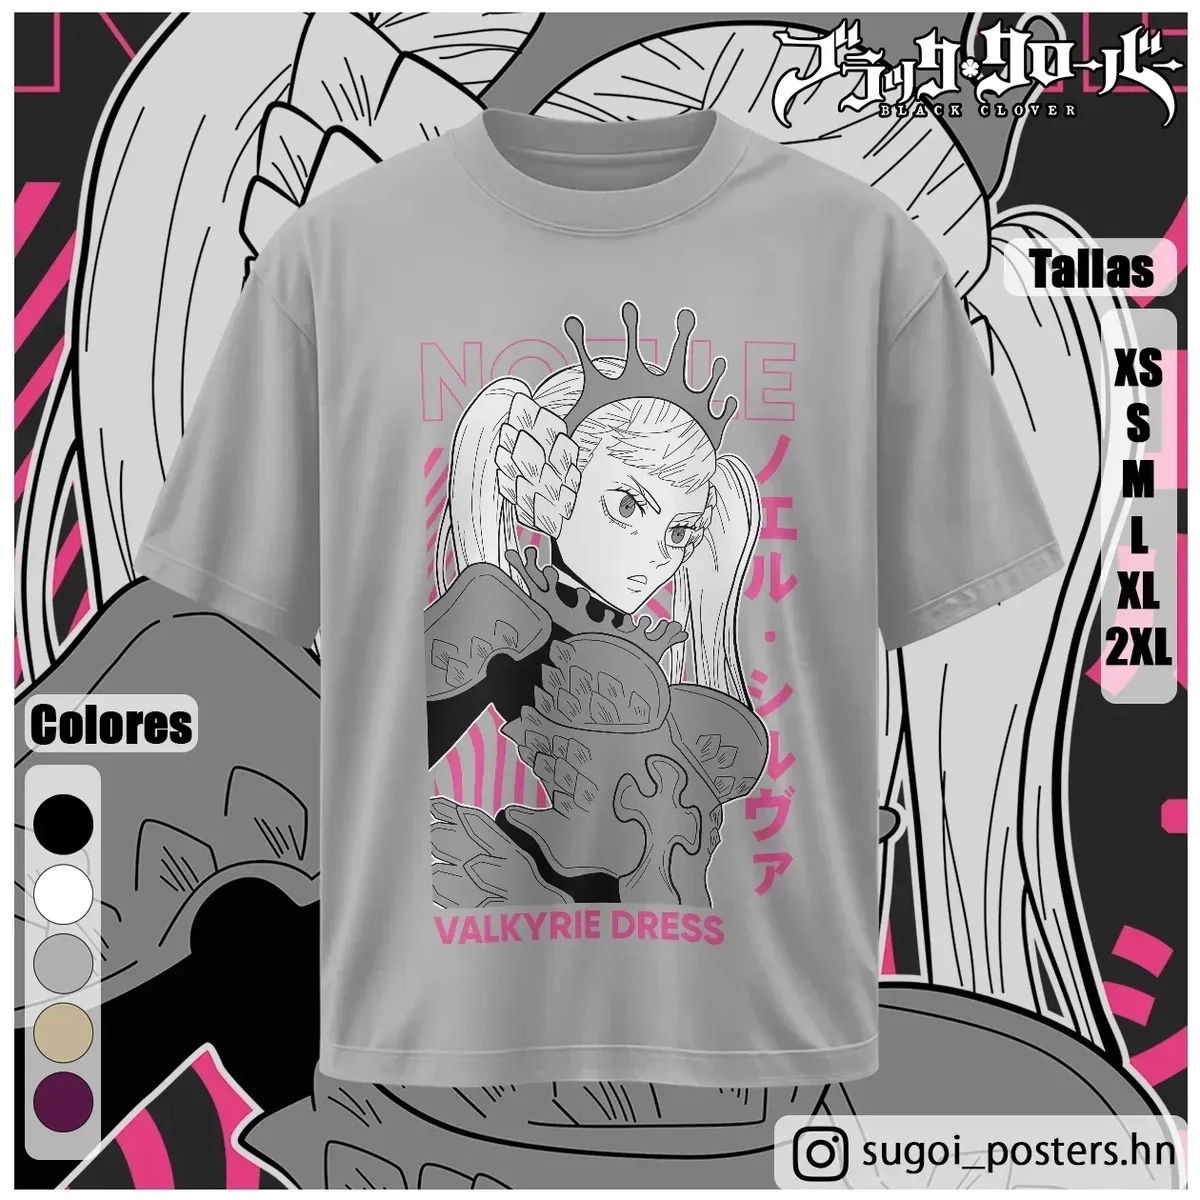 ブラック・クローバー
BLACK CLOVER
Tallas
XS
S
M
L
XL
2XL
NOELLE
ノエル・シルヴァ
VALKYRIE DRESS
Colores
sugoi_posters.hn